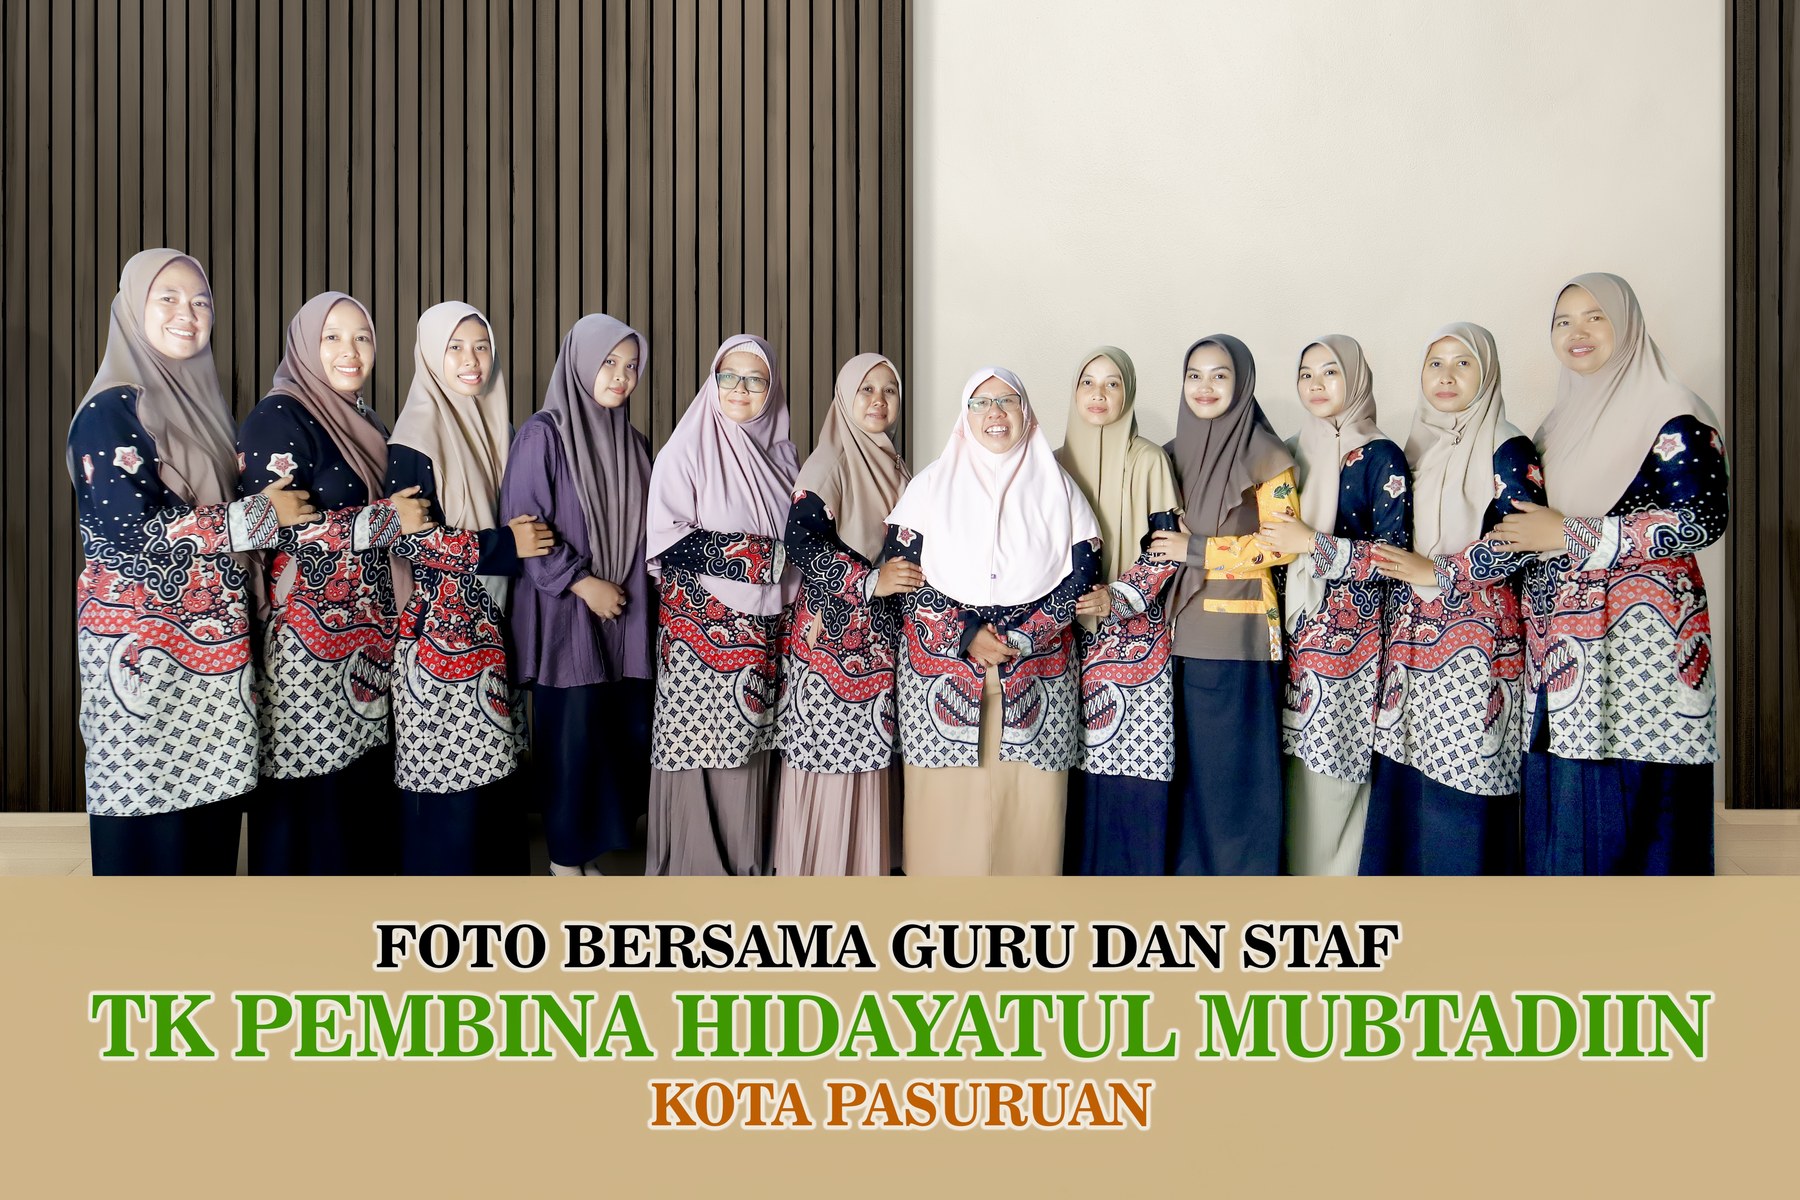 FOTO BERSAMA GURU DAN STAF
TK PEMBINA HIDAYATUL MUBTADIIN
KOTA PASURUAN